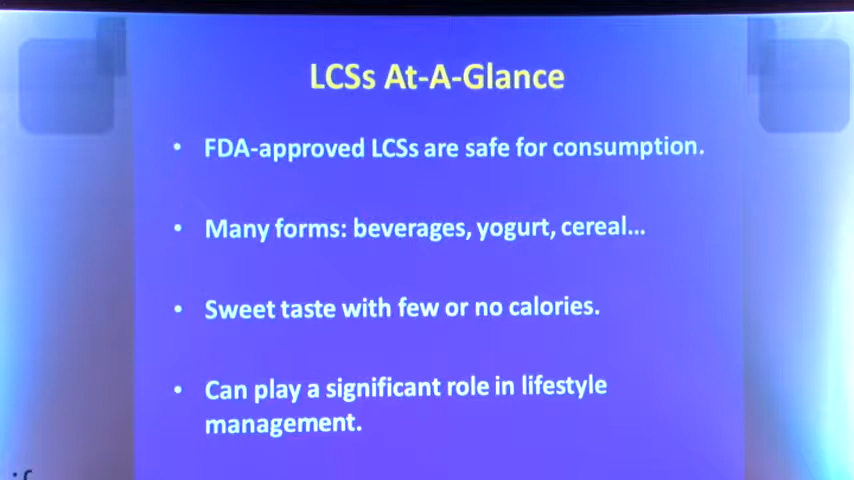 LCSs At-A-Glance
• FDA-approved LCSs are safe for consumption.
• Many forms: beverages, yogurt, cereal...
• Sweet taste with few or no calories.
• Can play a significant role in lifestyle
management.